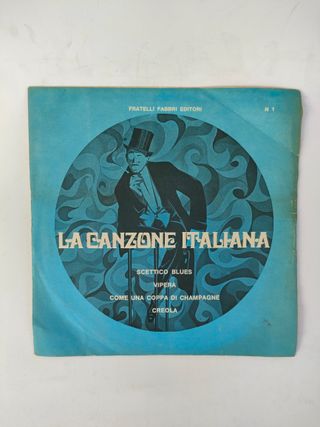 FRATELLI FABBRI EDITORI
N 1
LA CANZONE ITALIANA
SCETTICO BLUES
VIPERA
COME UNA COPPA DI CHAMPAGNE
CREOLA